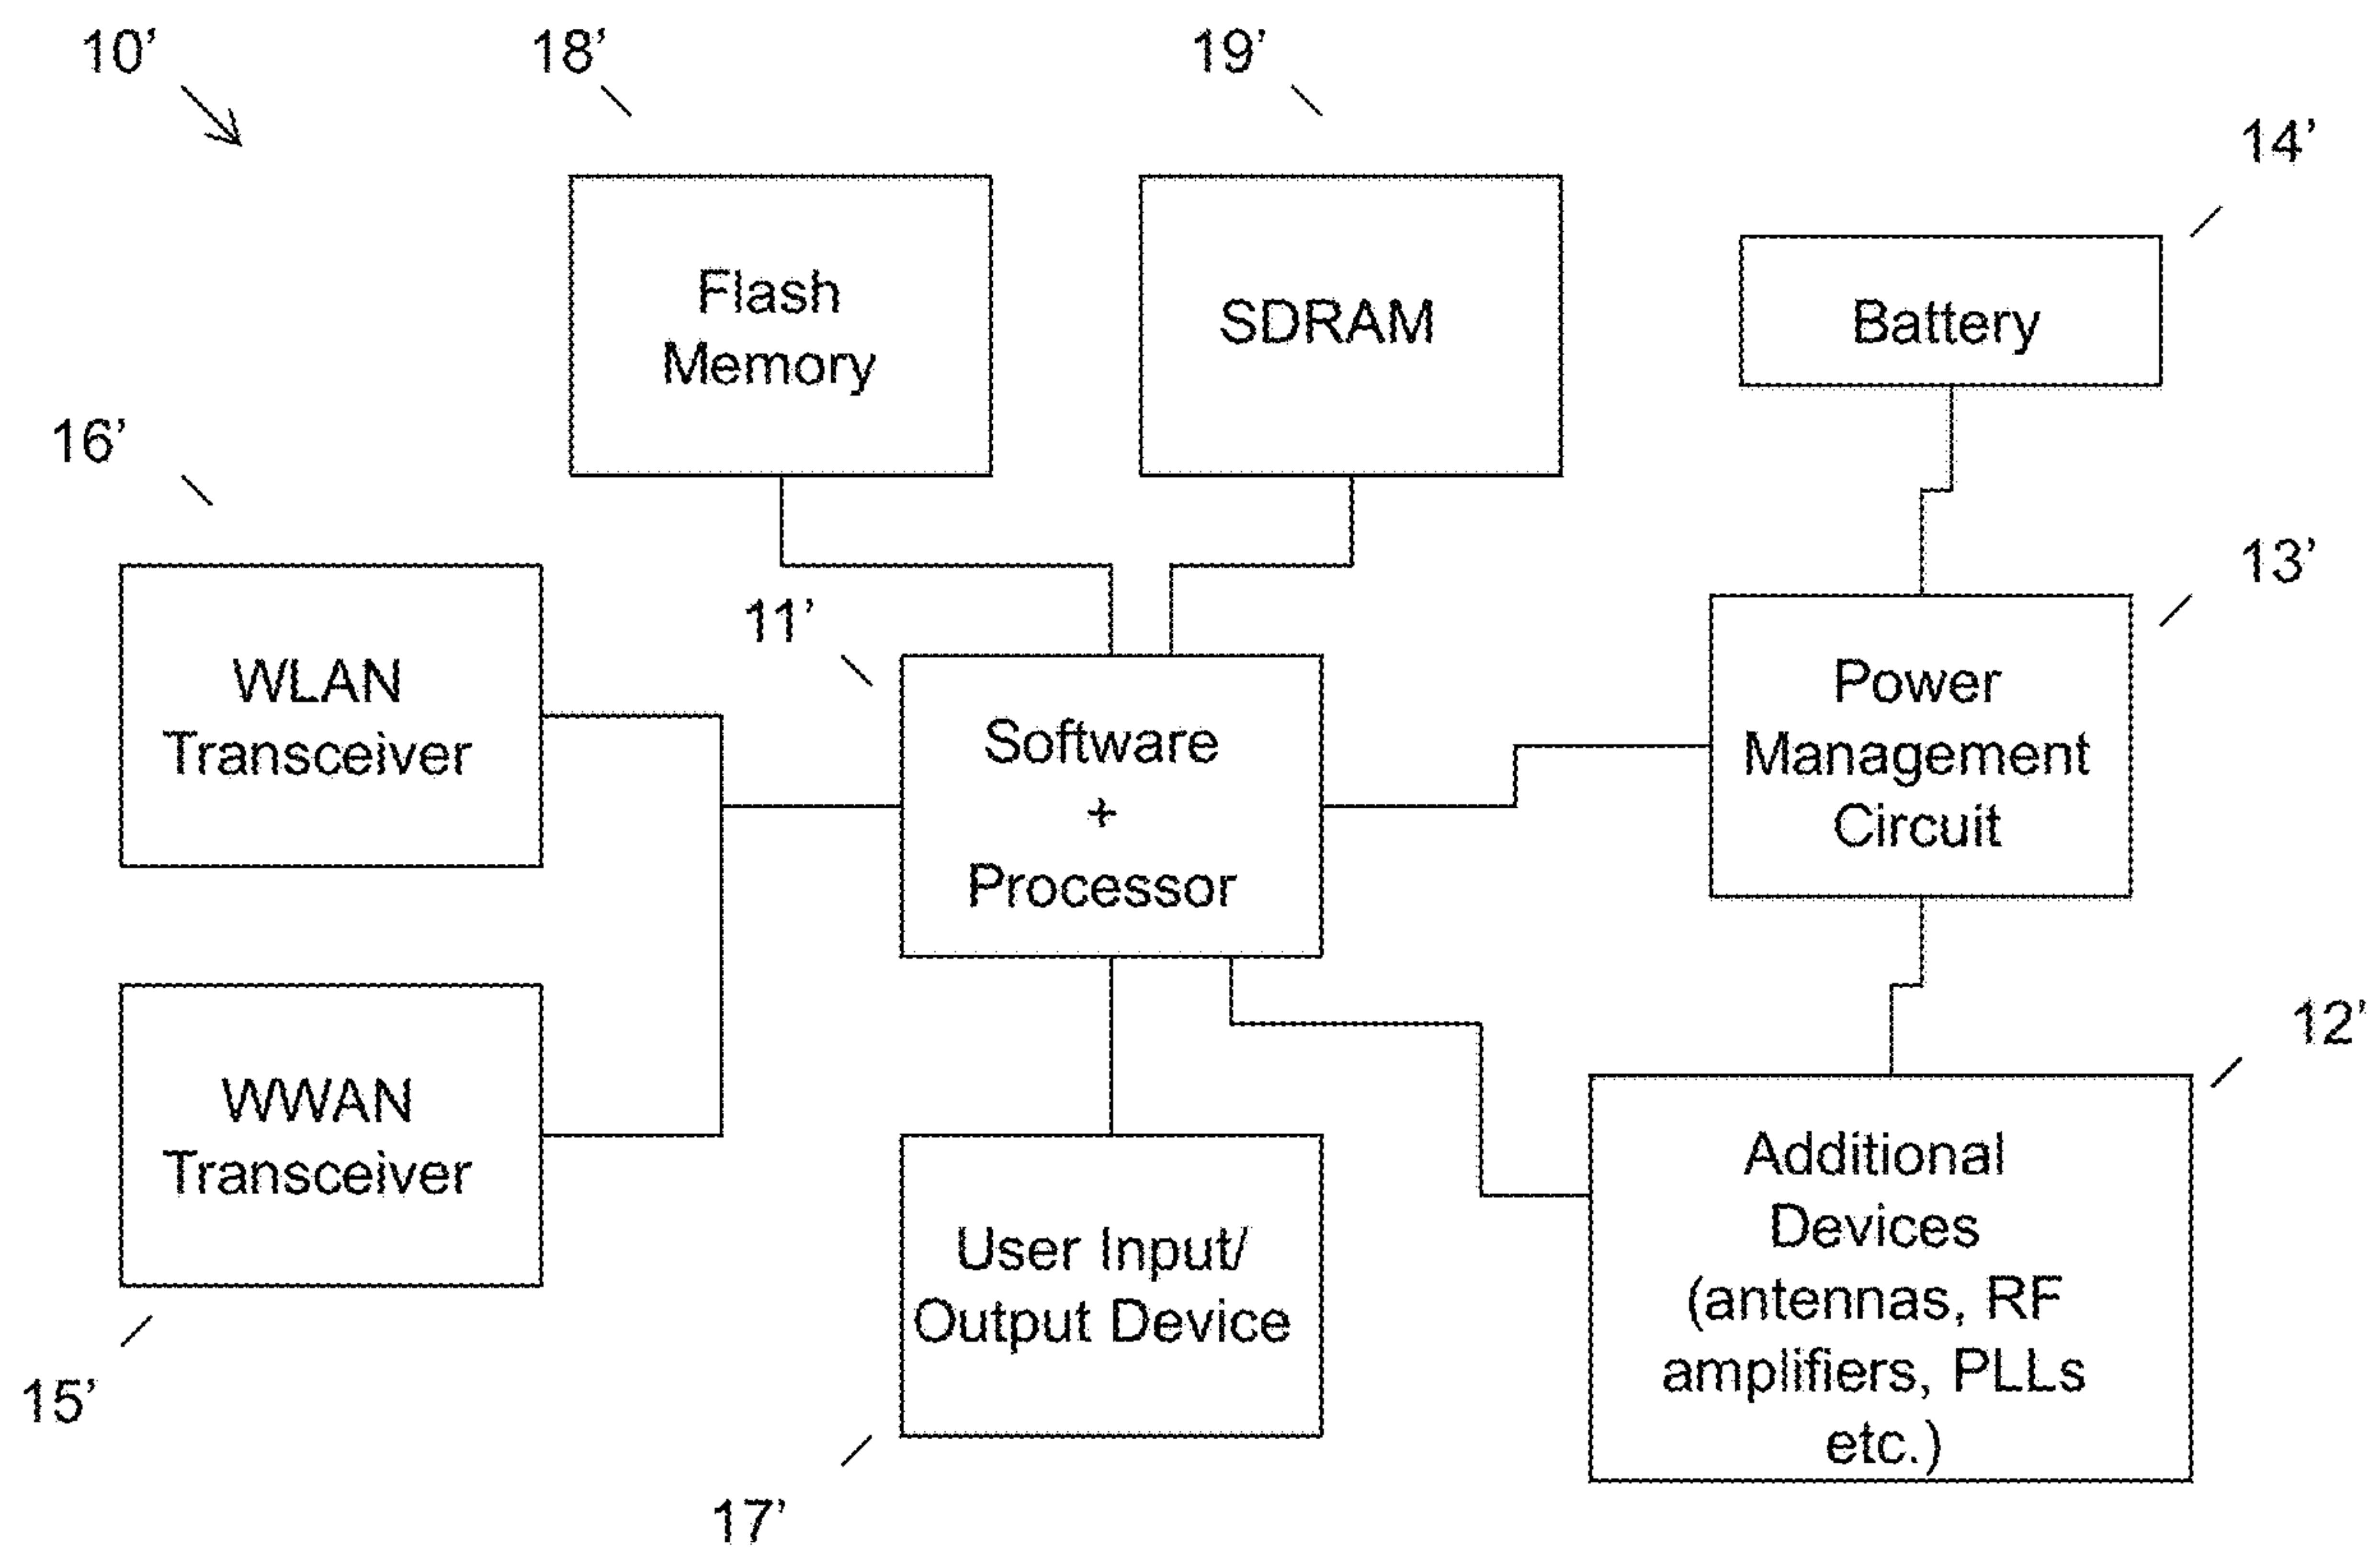 10’
18’
19’
14’
Flash
Memory
SDRAM
Battery
16’
13’
11’
WLAN
Transceiver
Software
+
Processor
Power
Management
Circuit
12’
WWAN
Transceiver
User Input/
Output Device
Additional
Devices
(antennas, RF
amplifiers, PLLs
etc.)
15’
17’